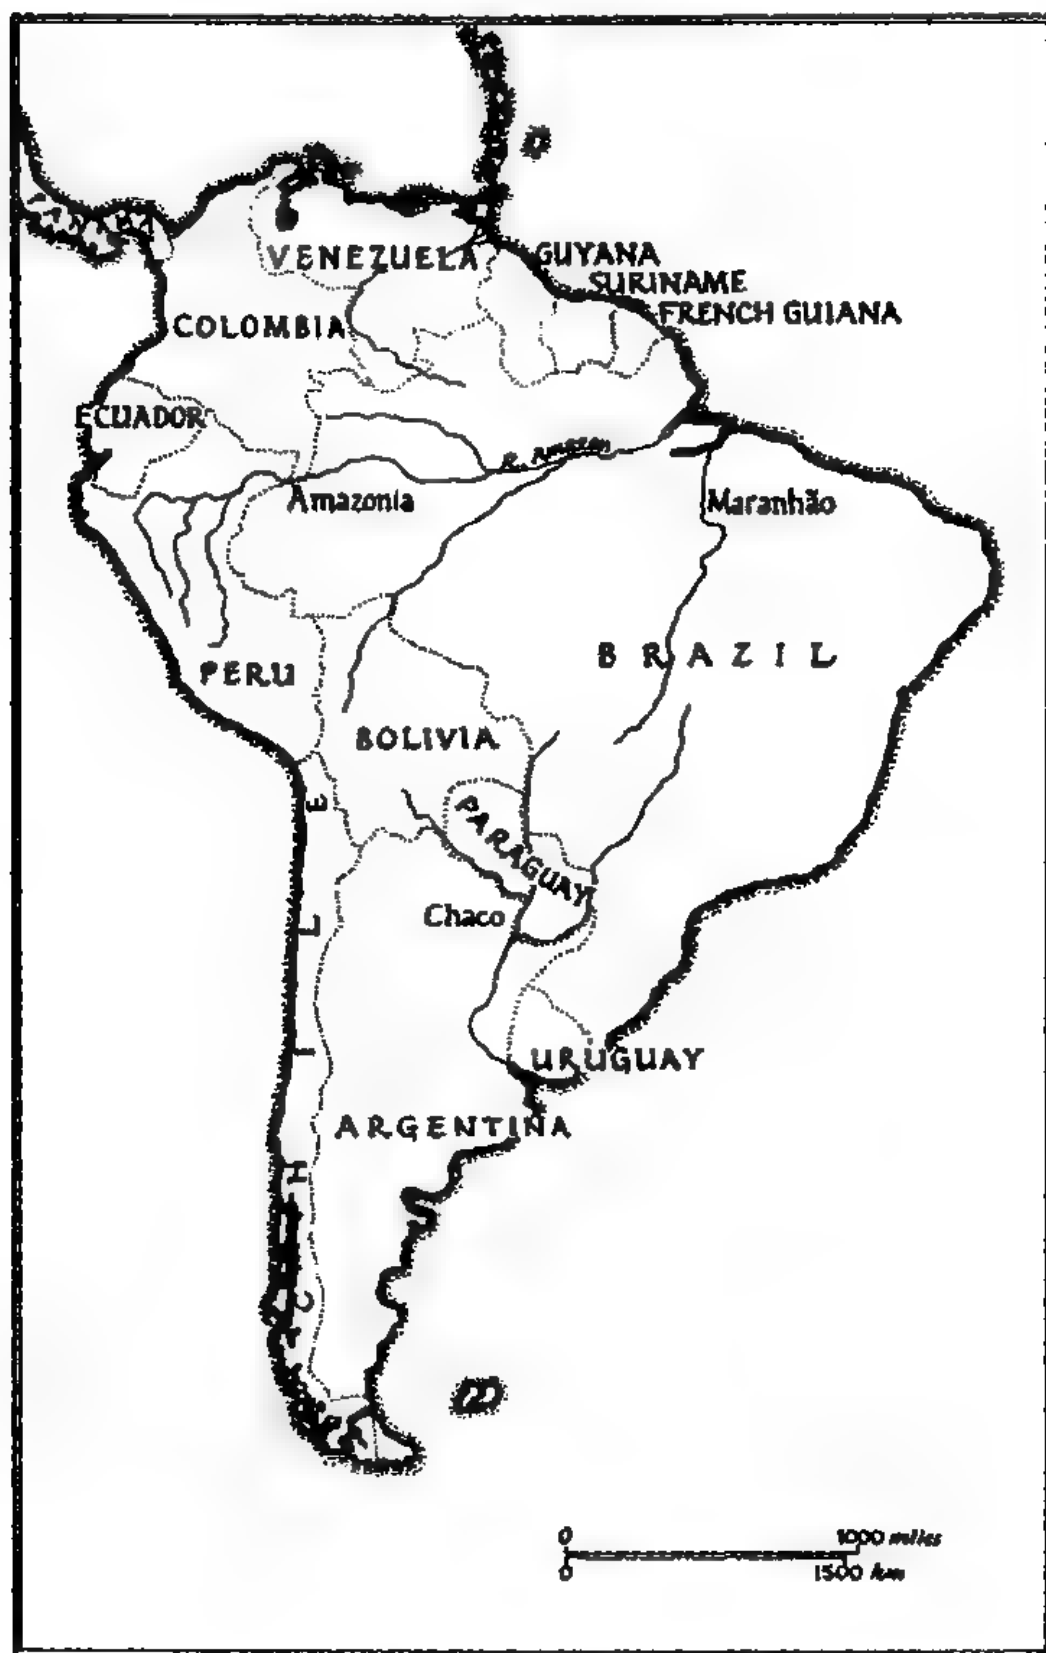 PANAMA
VENEZUELA
GUYANA
SURINAME
FRENCH GUIANA
COLOMBIA
ECUADOR
R. Amazon
Amazonia
Maranhão
BRAZIL
PERU
BOLIVIA
PARAGUAY
CHILE
Chaco
URUGUAY
ARGENTINA
0 1000 miles
0 1500 km